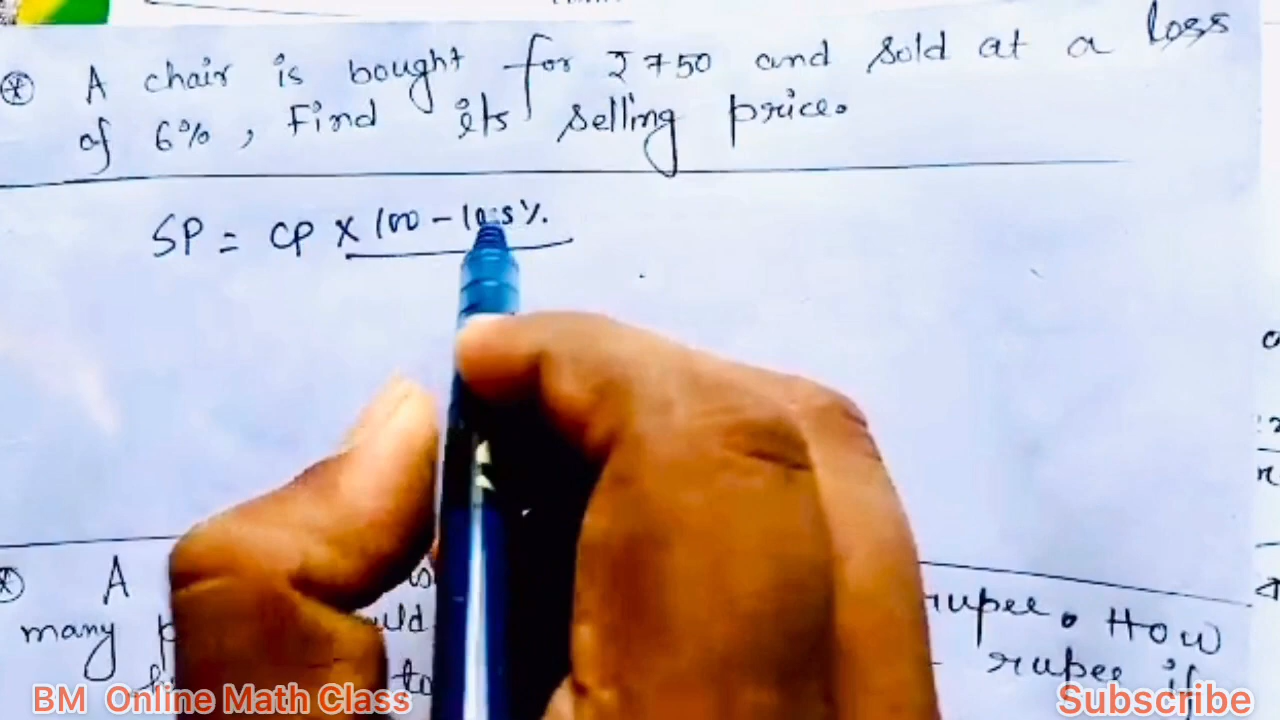 A chair is bought for ₹750 and sold at a loss
of 6%, Find its selling price.
SP = CP × 100 - loss%
A
many
rupee. How
to rupee if
BM Online Math Class
Subscribe